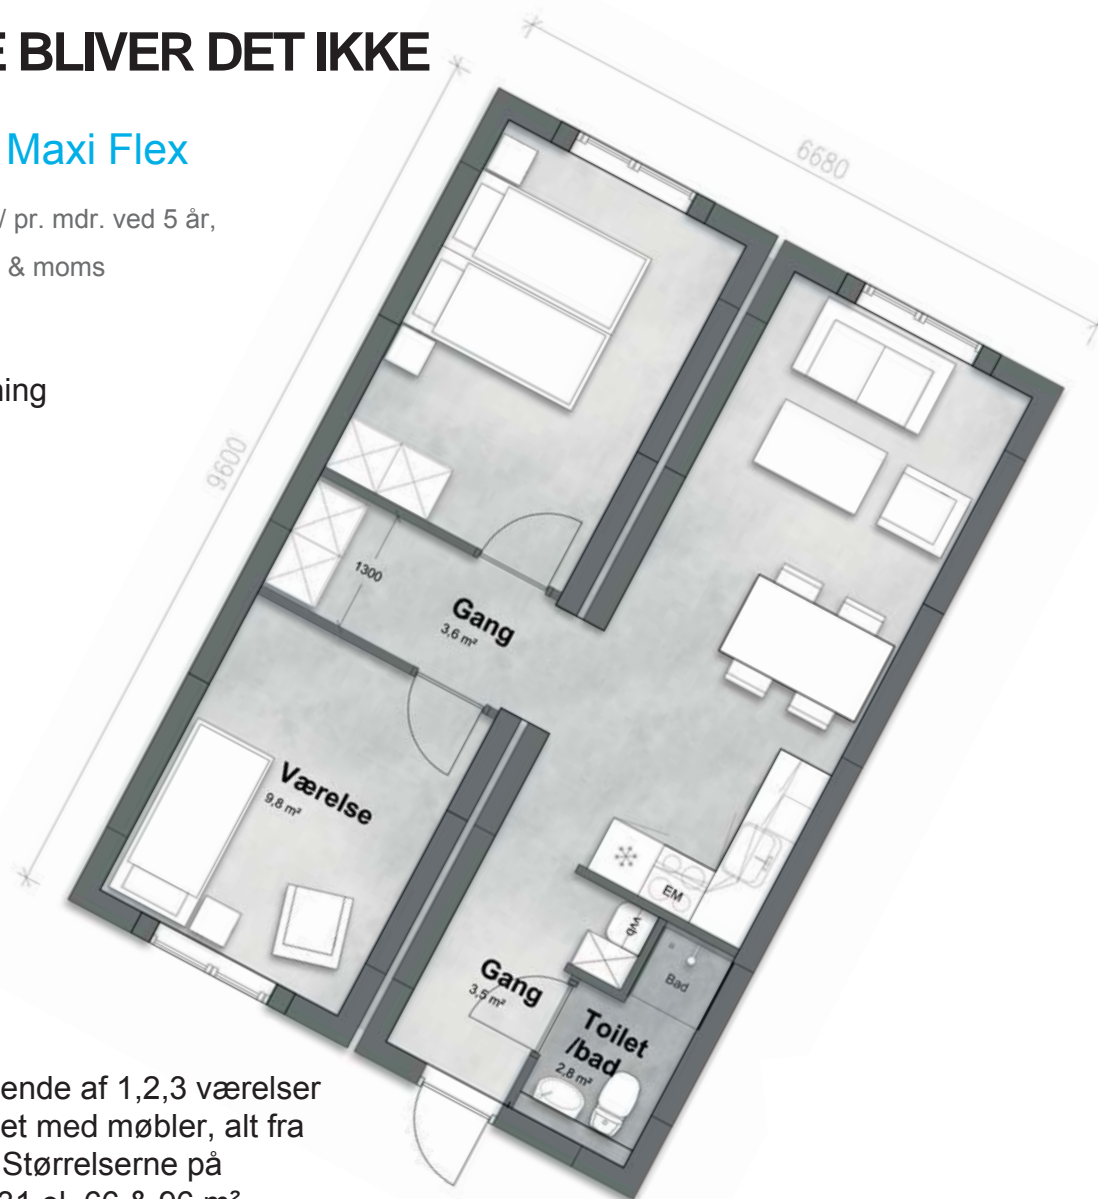 BLIVER DET IKKE
Maxi Flex
/ pr. mdr. ved 5 år,
& moms
6680
9600
1300
Gang
3,6 m²
Værelse
9,8 m²
EM
vvb
Bad
Gang
3,5 m²
Toilet
/bad
2,8 m²
ende af 1,2,3 værelser
et med møbler, alt fra
Størrelserne på